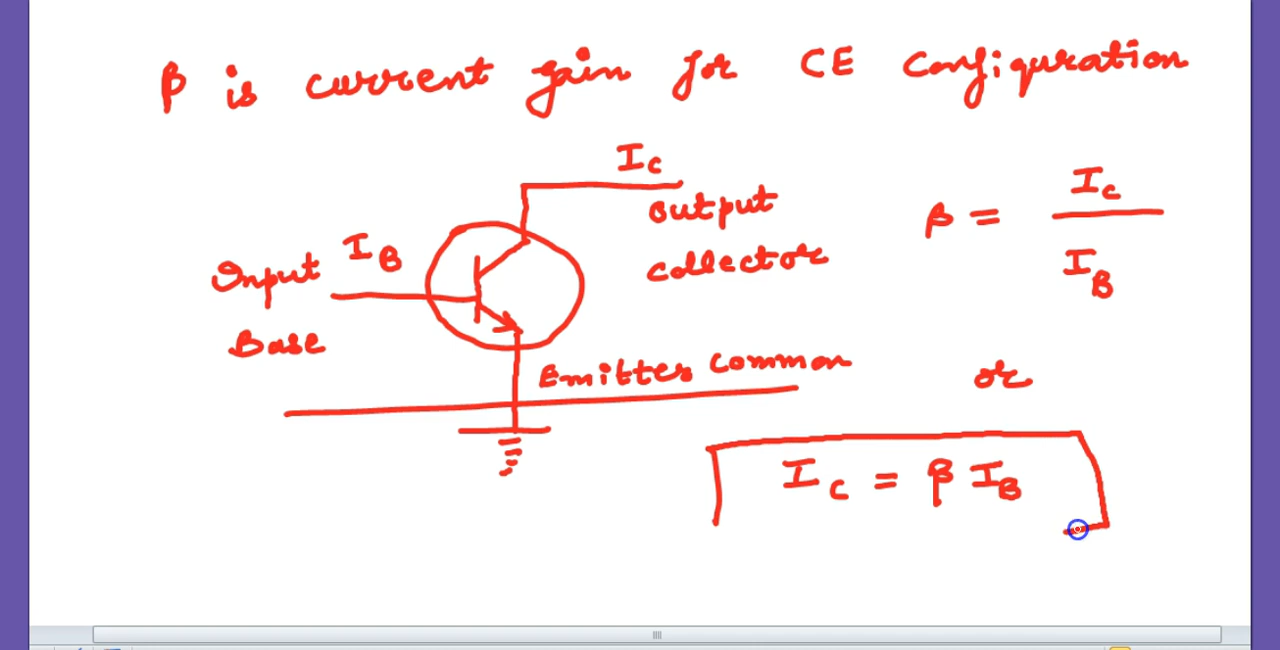 β is current gain for CE Configuration
IC
output
collector
Input IB
Base
Emitter Common
β = IC / IB
or
IC = β IB